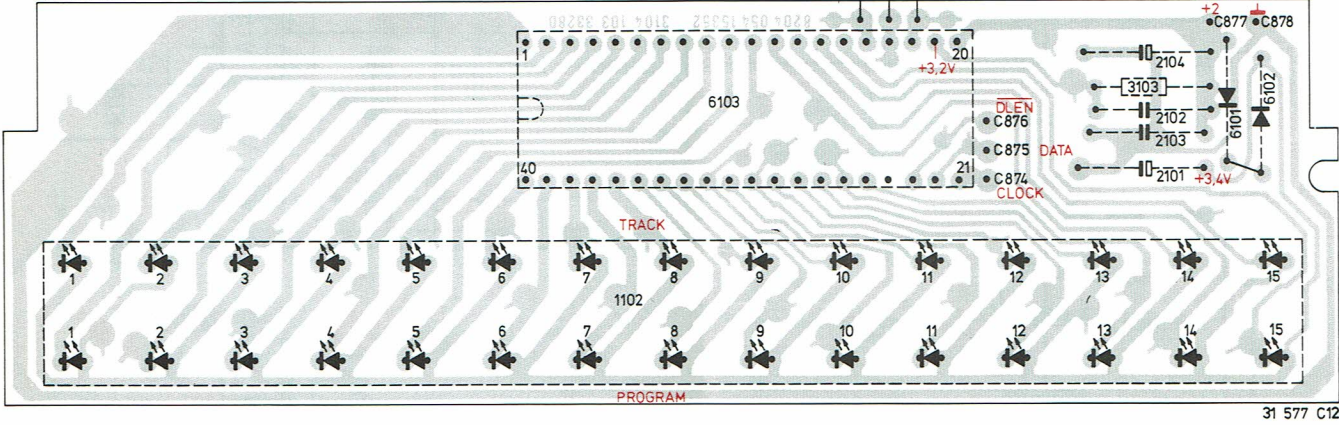 8204 054 15352 3104 103 33280
+2 C877 C878
1 20
+3,2V
2104
6103
3103
6102
DLEN
C876
2102
6101
2103
C875 DATA
40 21
C874
2101 +3,4V
CLOCK
TRACK
1 2 3 4 5 6 7 8 9 10 11 12 13 14 15
1102
1 2 3 4 5 6 7 8 9 10 11 12 13 14 15
PROGRAM
31 577 C12